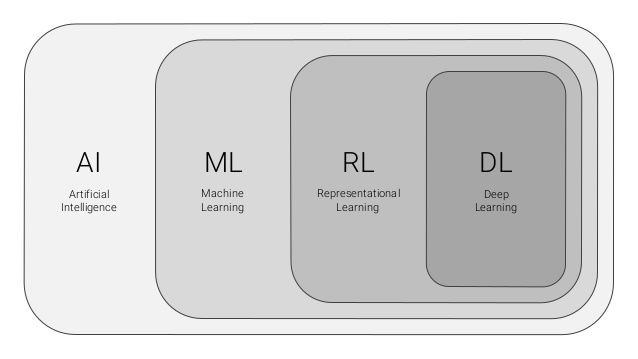 AI
Artificial
Intelligence
ML
Machine
Learning
RL
Representational
Learning
DL
Deep
Learning